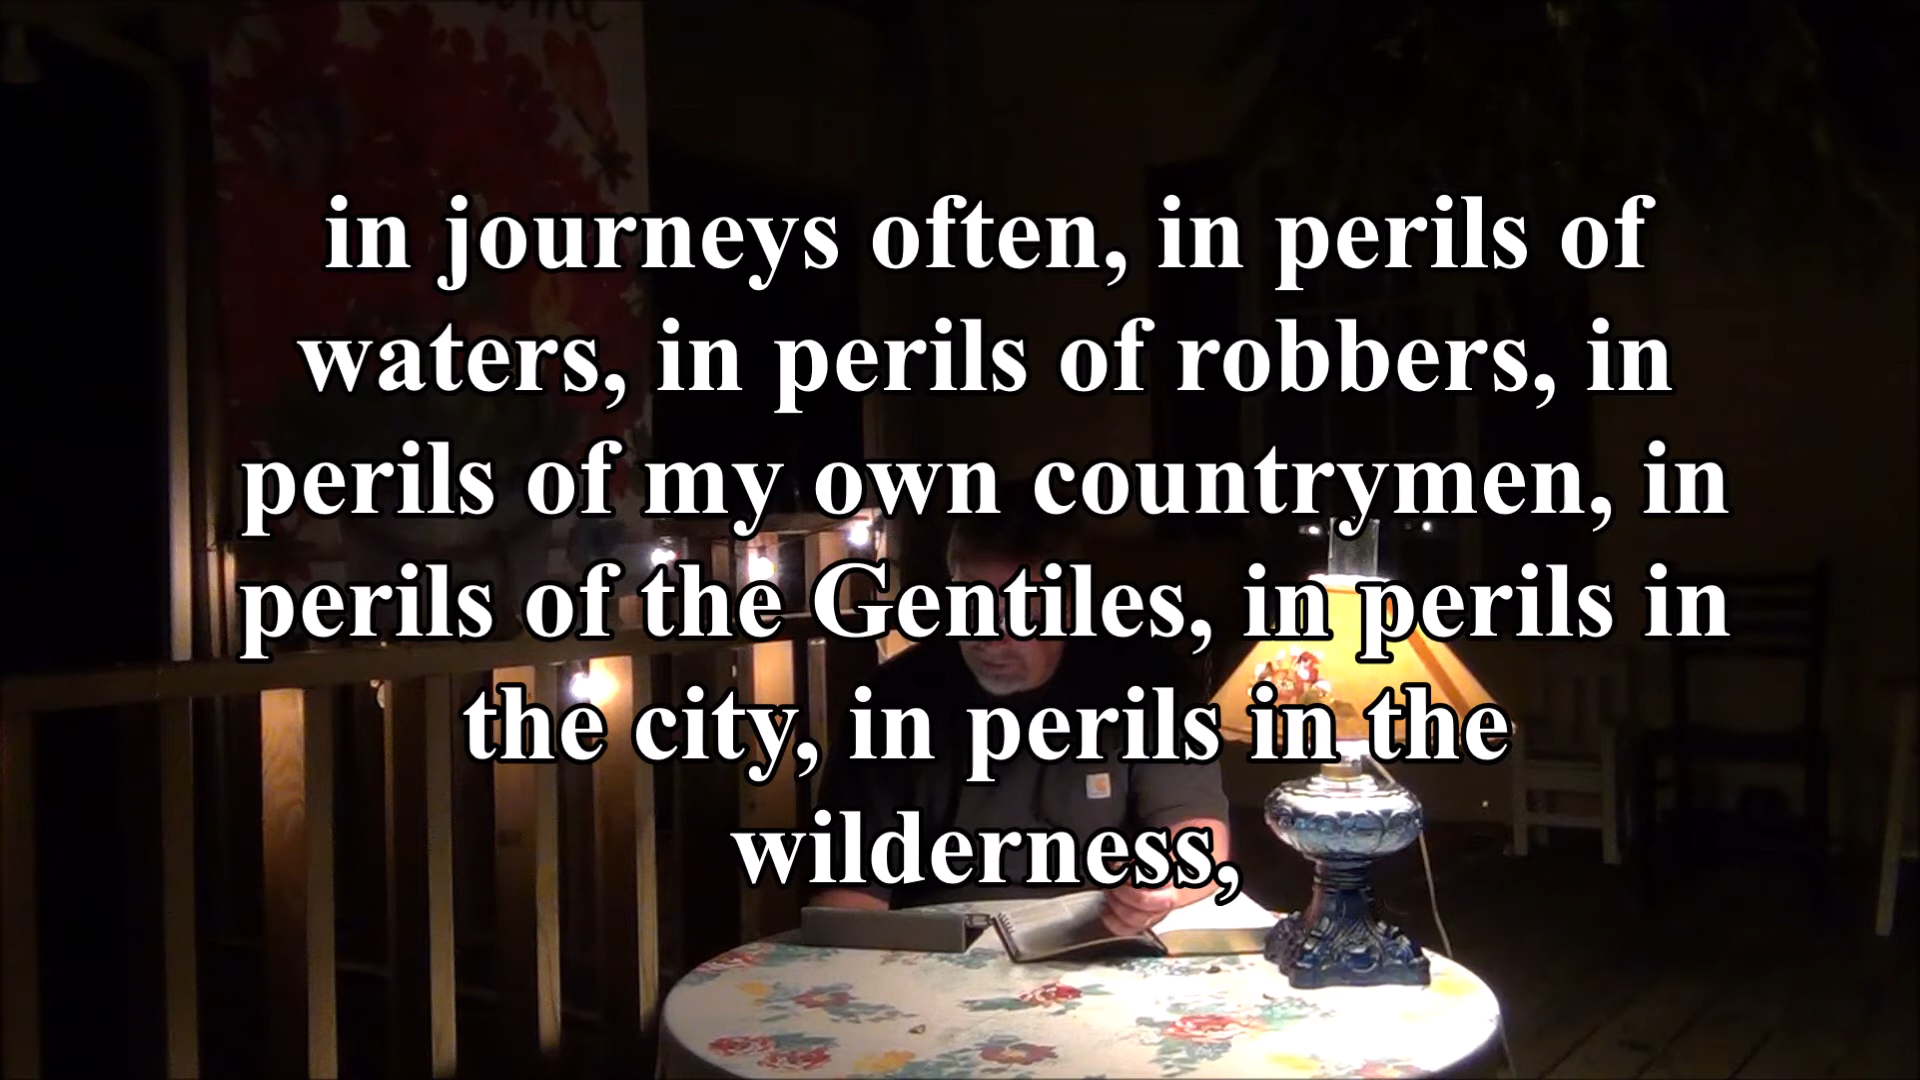 in journeys often, in perils of
waters, in perils of robbers, in
perils of my own countrymen, in
perils of the Gentiles, in perils in
the city, in perils in the
wilderness,